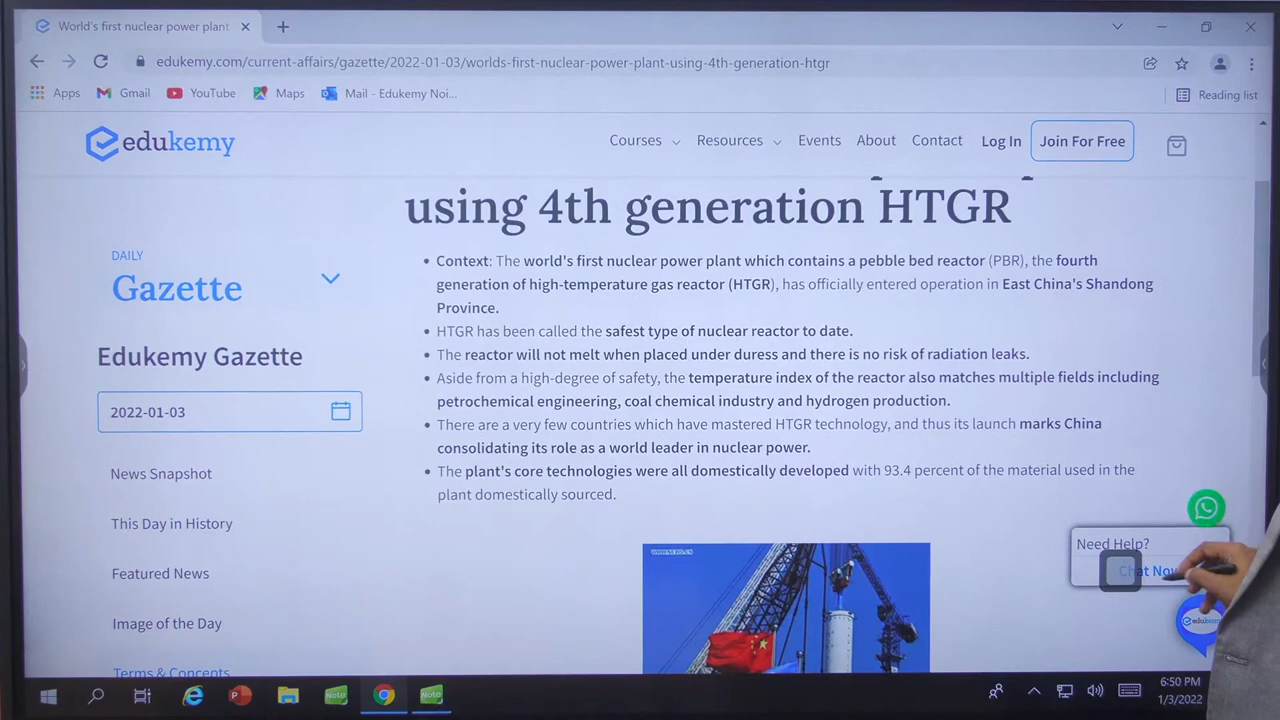 World's first nuclear power plant
edukemy.com/current-affairs/gazette/2022-01-03/worlds-first-nuclear-power-plant-using-4th-generation-htgr
Apps
Gmail
YouTube
Maps
Mail - Edukemy Noi...
Reading list
edukemy
Courses
Resources
Events
About
Contact
Log In
Join For Free
using 4th generation HTGR
DAILY
Gazette
Edukemy Gazette
2022-01-03
News Snapshot
This Day in History
Featured News
Image of the Day
Terms & Concepts
• Context: The world's first nuclear power plant which contains a pebble bed reactor (PBR), the fourth
generation of high-temperature gas reactor (HTGR), has officially entered operation in East China's Shandong
Province.
• HTGR has been called the safest type of nuclear reactor to date.
• The reactor will not melt when placed under duress and there is no risk of radiation leaks.
• Aside from a high-degree of safety, the temperature index of the reactor also matches multiple fields including
petrochemical engineering, coal chemical industry and hydrogen production.
• There are a very few countries which have mastered HTGR technology, and thus its launch marks China
consolidating its role as a world leader in nuclear power.
• The plant's core technologies were all domestically developed with 93.4 percent of the material used in the
plant domestically sourced.
WWW.NEWS.CN
Need Help?
Chat Now
edukemy
Note
Note
6:50 PM
1/3/2022